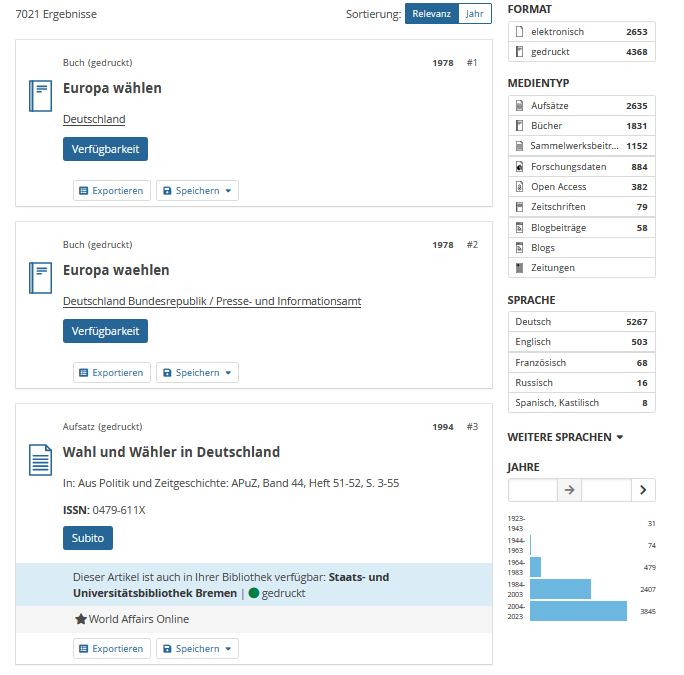 7021 Ergebnisse
Sortierung: Relevanz Jahr
Buch (gedruckt) 1978 #1
Europa wählen
Deutschland
Verfügbarkeit
Exportieren Speichern
Buch (gedruckt) 1978 #2
Europa waehlen
Deutschland Bundesrepublik / Presse- und Informationsamt
Verfügbarkeit
Exportieren Speichern
Aufsatz (gedruckt) 1994 #3
Wahl und Wähler in Deutschland
In: Aus Politik und Zeitgeschichte: APuZ, Band 44, Heft 51-52, S. 3-55
ISSN: 0479-611X
Subito
Dieser Artikel ist auch in Ihrer Bibliothek verfügbar: Staats- und
Universitätsbibliothek Bremen | gedruckt
World Affairs Online
Exportieren Speichern
FORMAT
elektronisch 2653
gedruckt 4368
MEDIENTYP
Aufsätze 2635
Bücher 1831
Sammelwerksbeitr... 1152
Forschungsdaten 884
Open Access 382
Zeitschriften 79
Blogbeiträge 58
Blogs
Zeitungen
SPRACHE
Deutsch 5267
Englisch 503
Französisch 68
Russisch 16
Spanisch, Kastilisch 8
WEITERE SPRACHEN
JAHRE
1923-
1943 31
1944-
1963 74
1964-
1983 479
1984-
2003 2407
2004-
2023 3845